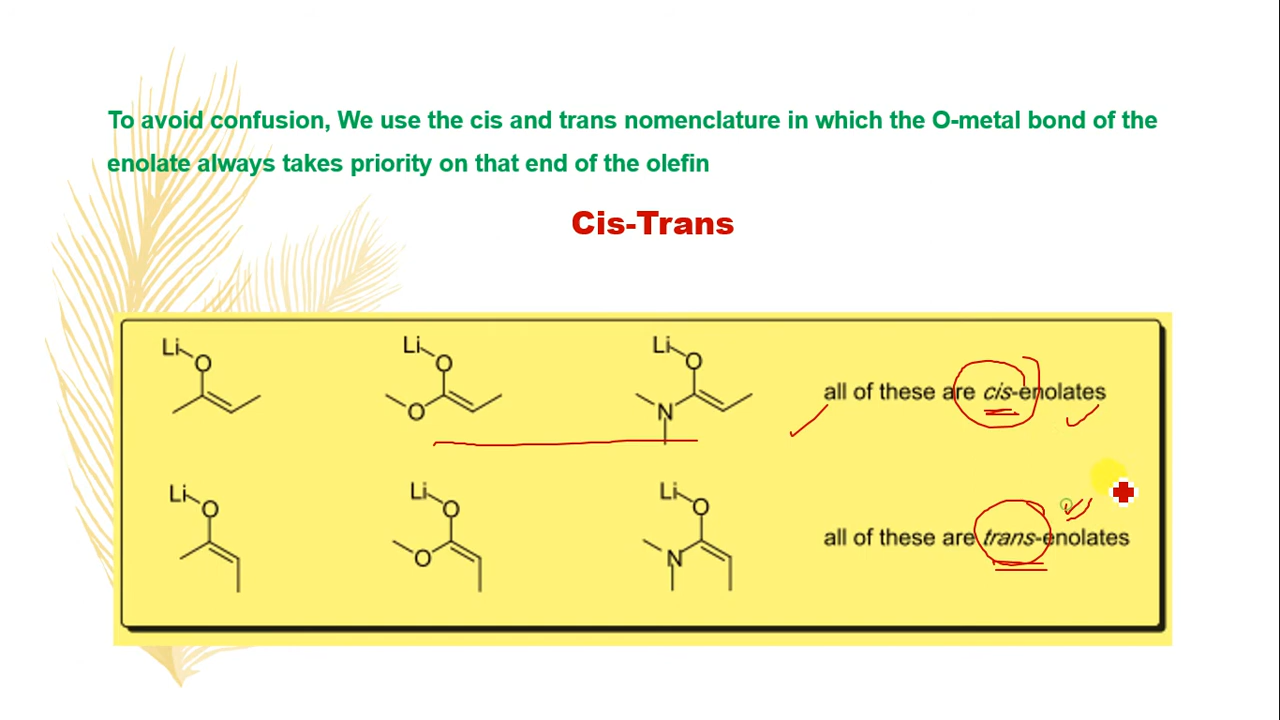 To avoid confusion, We use the cis and trans nomenclature in which the O-metal bond of the
enolate always takes priority on that end of the olefin
Cis-Trans
Li O
Li O O
Li O N
all of these are cis-enolates
Li O
Li O O
Li O N
all of these are trans-enolates